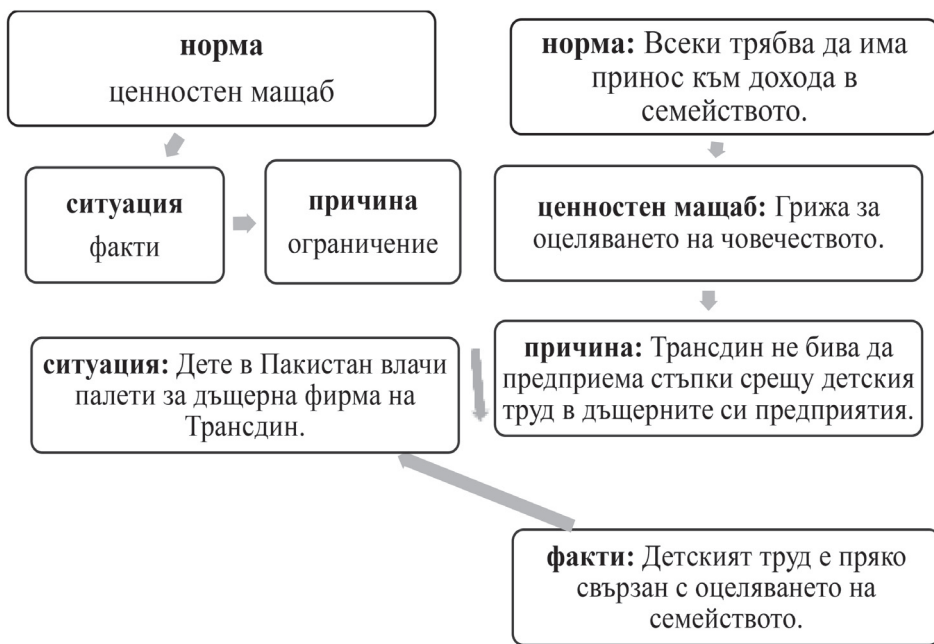 норма
ценностен мащаб
ситуация
факти
причина
ограничение
норма: Всеки трябва да има
принос към дохода в
семейството.
ценностен мащаб: Грижа за
оцеляването на човечеството.
причина: Трансдин не бива да
предприема стъпки срещу детския
труд в дъщерните си предприятия.
ситуация: Дете в Пакистан влачи
палети за дъщерна фирма на
Трансдин.
факти: Детският труд е пряко
свързан с оцеляването на
семейството.